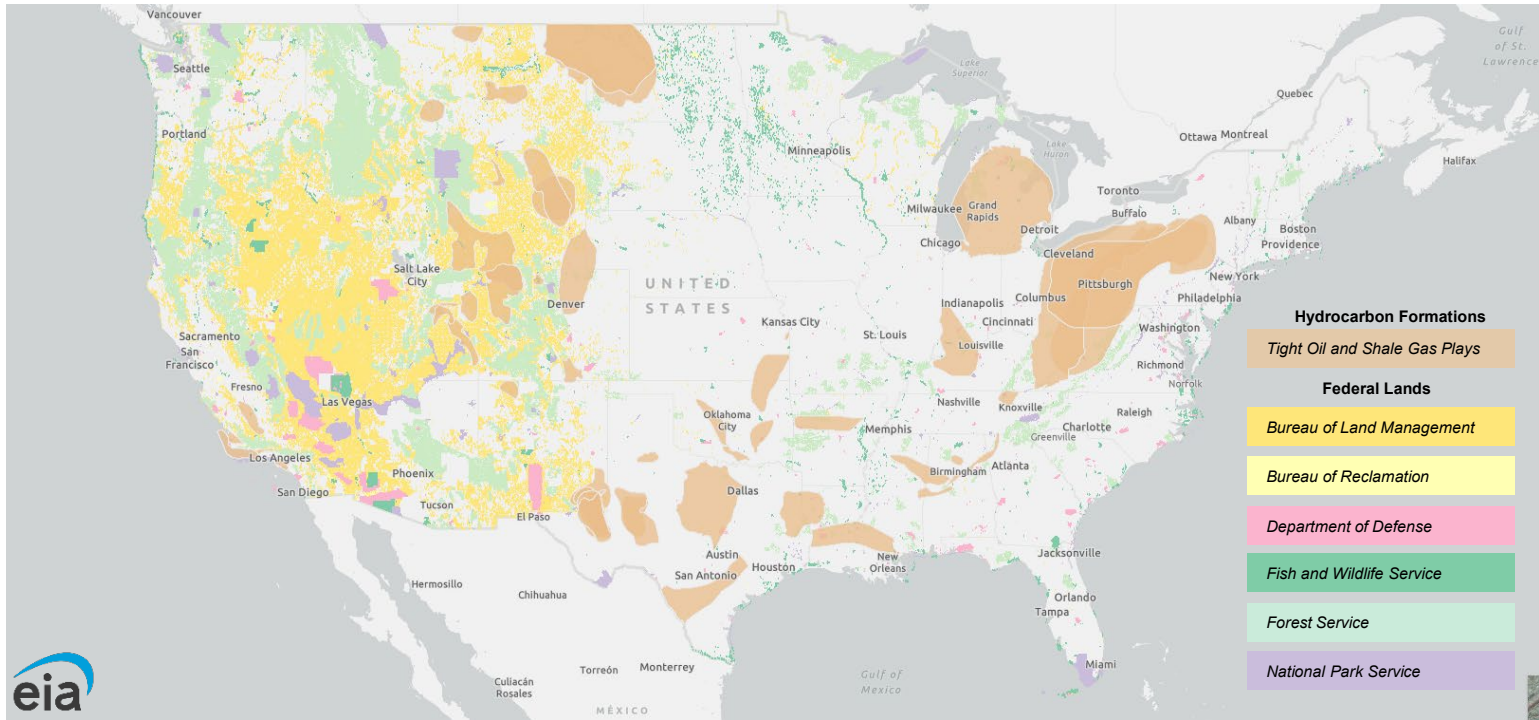 Vancouver
Seattle
Portland
Sacramento
San
Francisco
Fresno
Las Vegas
Los Angeles
San Diego
Phoenix
Tucson
El Paso
Salt Lake
City
Denver
UNITED
STATES
Minneapolis
Milwaukee
Grand
Rapids
Chicago
Detroit
Lake
Superior
Lake
Huron
Toronto
Buffalo
Ottawa
Montreal
Quebec
Gulf
of St.
Lawrence
Halifax
Albany
Boston
Providence
New York
Philadelphia
Cleveland
Pittsburgh
Columbus
Indianapolis
Cincinnati
Kansas City
St. Louis
Louisville
Washington
Richmond
Norfolk
Nashville
Knoxville
Raleigh
Charlotte
Greenville
Oklahoma
City
Memphis
Birmingham
Atlanta
Dallas
Austin
San Antonio
Houston
New
Orleans
Jacksonville
Orlando
Tampa
Miami
Hermosillo
Chihuahua
Torreón
Monterrey
Culiacán
Rosales
MÉXICO
Gulf of
Mexico
Hydrocarbon Formations
Tight Oil and Shale Gas Plays
Federal Lands
Bureau of Land Management
Bureau of Reclamation
Department of Defense
Fish and Wildlife Service
Forest Service
National Park Service
eia